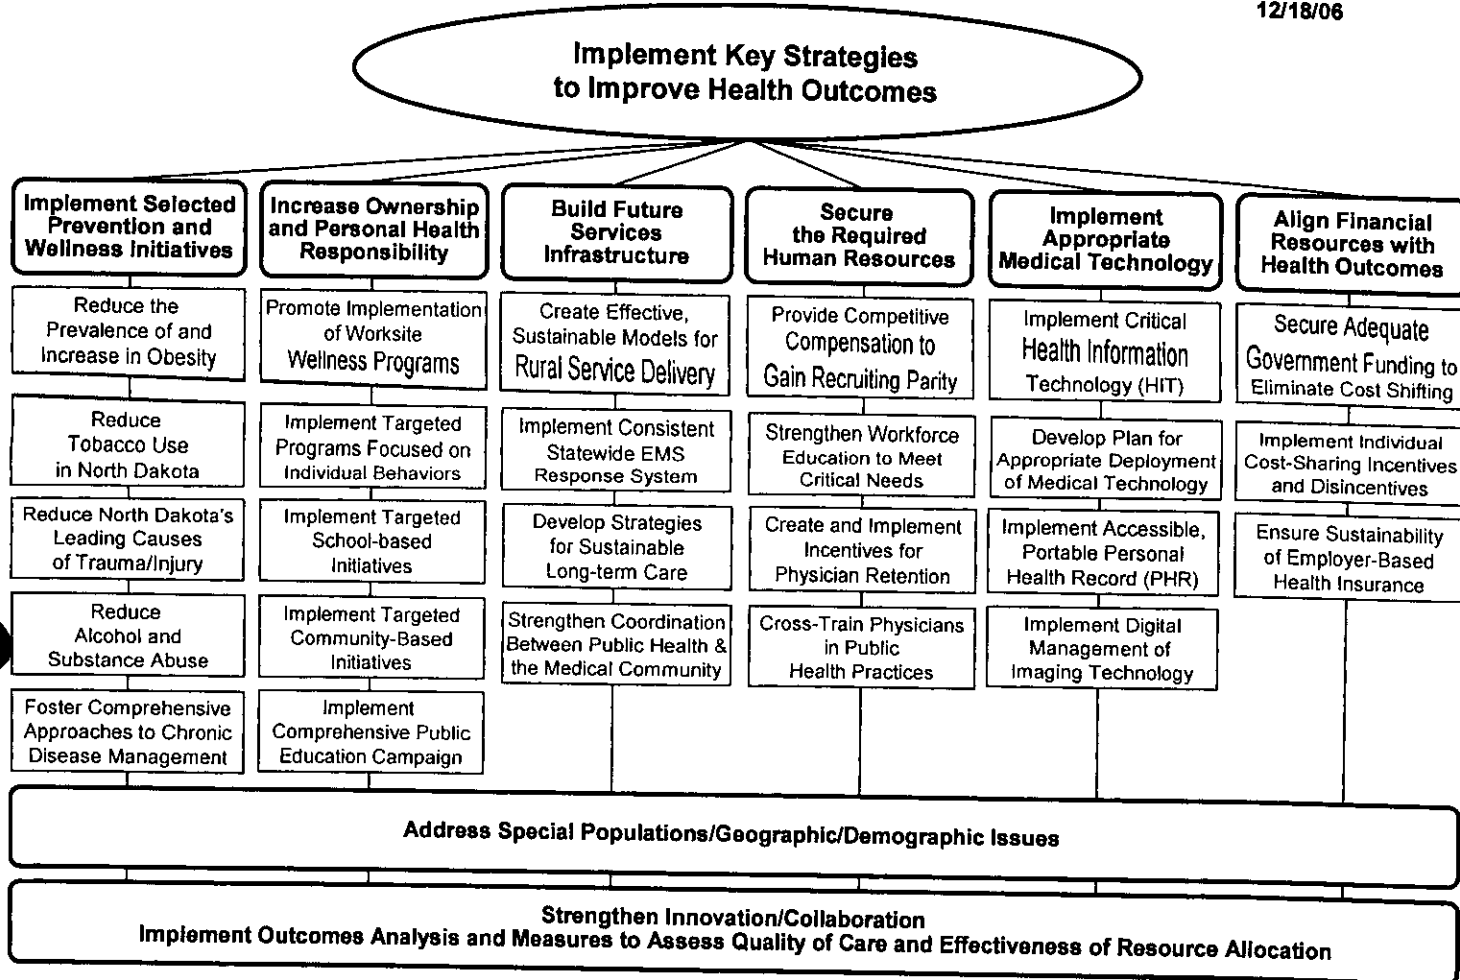 12/18/06
Implement Key Strategies
to Improve Health Outcomes
Implement Selected
Prevention and
Wellness Initiatives
Reduce the
Prevalence of and
Increase in Obesity
Reduce
Tobacco Use
in North Dakota
Reduce North Dakota's
Leading Causes
of Trauma/Injury
Reduce
Alcohol and
Substance Abuse
Foster Comprehensive
Approaches to Chronic
Disease Management
Increase Ownership
and Personal Health
Responsibility
Promote Implementation
of Worksite
Wellness Programs
Implement Targeted
Programs Focused on
Individual Behaviors
Implement Targeted
School-based
Initiatives
Implement Targeted
Community-Based
Initiatives
Implement
Comprehensive Public
Education Campaign
Build Future
Services
Infrastructure
Create Effective,
Sustainable Models for
Rural Service Delivery
Implement Consistent
Statewide EMS
Response System
Develop Strategies
for Sustainable
Long-term Care
Strengthen Coordination
Between Public Health &
the Medical Community
Secure
the Required
Human Resources
Provide Competitive
Compensation to
Gain Recruiting Parity
Strengthen Workforce
Education to Meet
Critical Needs
Create and Implement
Incentives for
Physician Retention
Cross-Train Physicians
in Public
Health Practices
Implement
Appropriate
Medical Technology
Implement Critical
Health Information
Technology (HIT)
Develop Plan for
Appropriate Deployment
of Medical Technology
Implement Accessible,
Portable Personal
Health Record (PHR)
Implement Digital
Management of
Imaging Technology
Align Financial
Resources with
Health Outcomes
Secure Adequate
Government Funding to
Eliminate Cost Shifting
Implement Individual
Cost-Sharing Incentives
and Disincentives
Ensure Sustainability
of Employer-Based
Health Insurance
Address Special Populations/Geographic/Demographic Issues
Strengthen Innovation/Collaboration
Implement Outcomes Analysis and Measures to Assess Quality of Care and Effectiveness of Resource Allocation